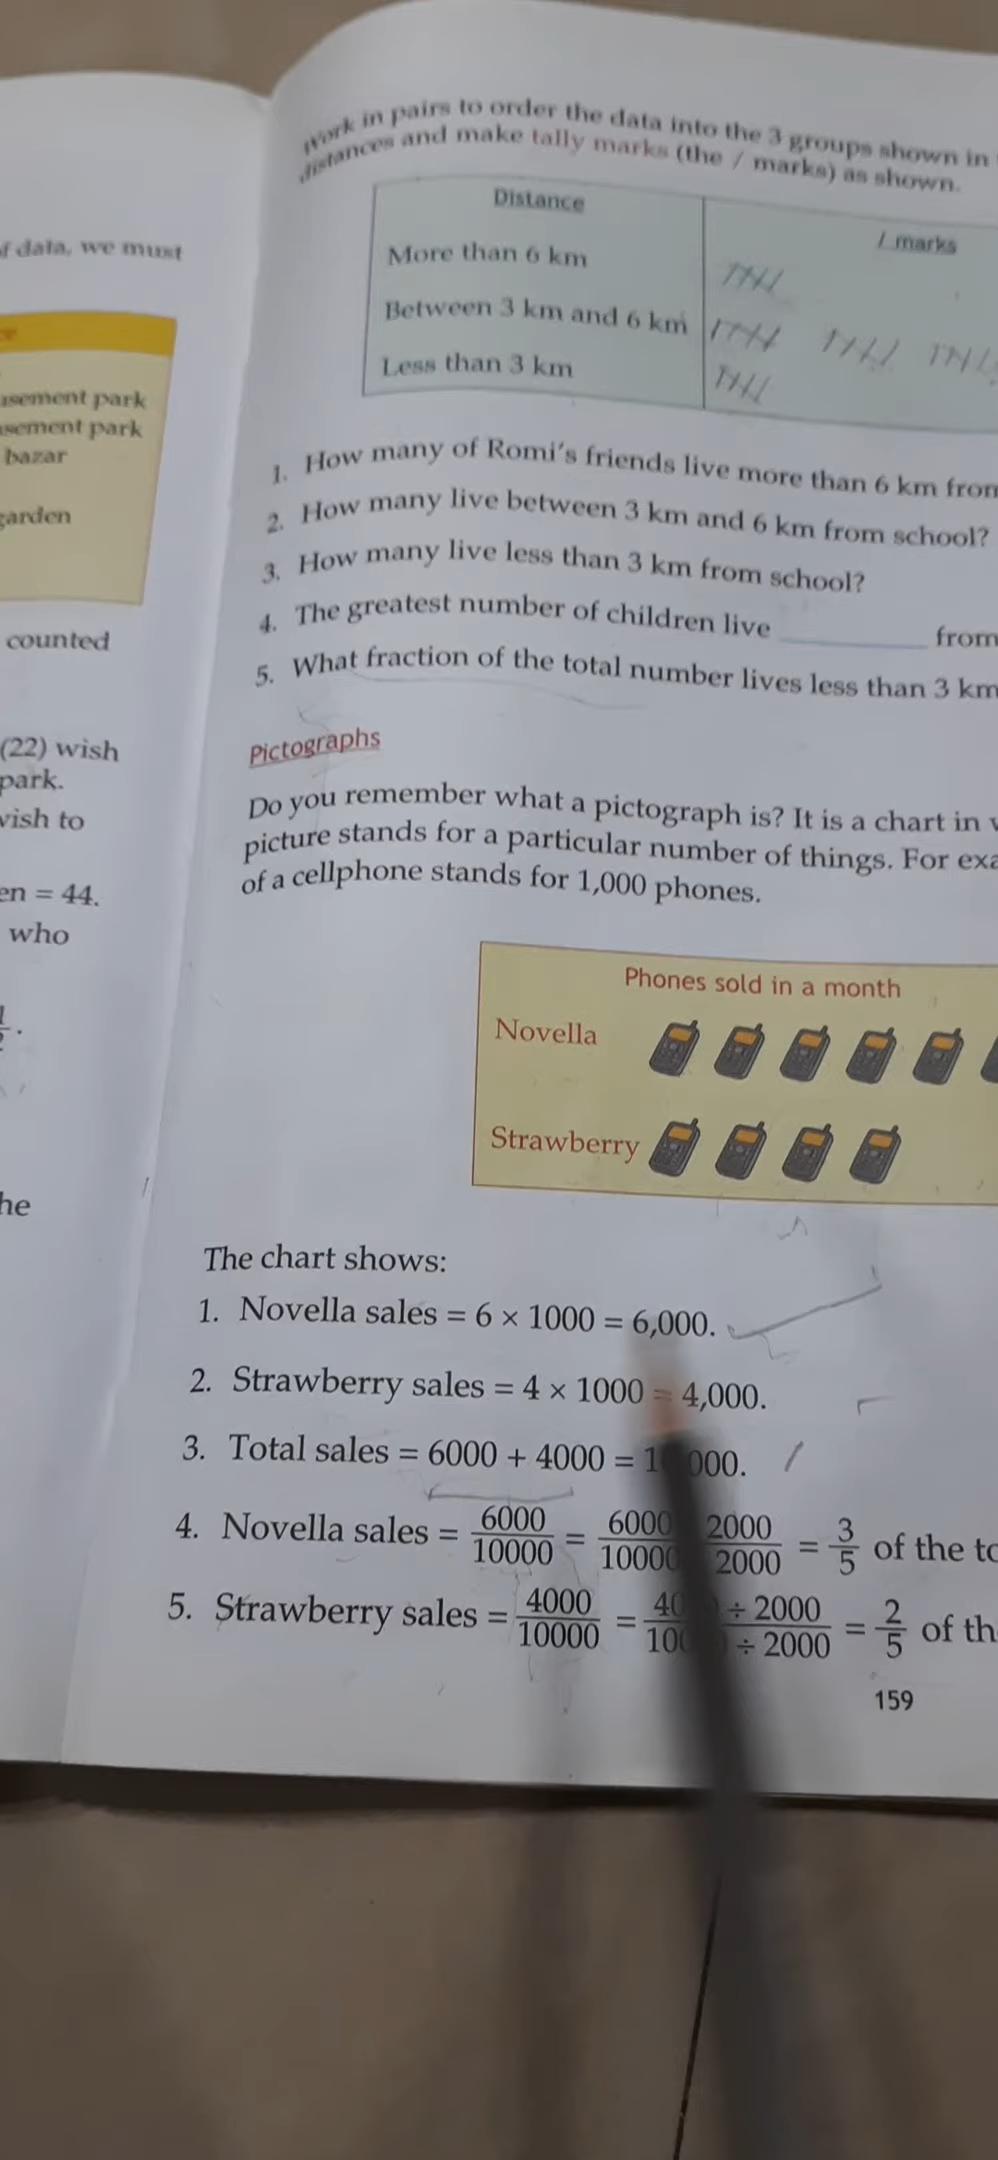 f data, we must
asement park
sement park
bazar
garden
counted
(22) wish
park.
vish to
en = 44.
who
he
Work in pairs to order the data into the 3 groups shown in
distances and make tally marks (the / marks) as shown.
Distance
/ marks
More than 6 km
Between 3 km and 6 km
Less than 3 km
1. How many of Romi's friends live more than 6 km from
2. How many live between 3 km and 6 km from school?
3. How many live less than 3 km from school?
4. The greatest number of children live ________ from
5. What fraction of the total number lives less than 3 km
Pictographs
Do you remember what a pictograph is? It is a chart in
picture stands for a particular number of things. For exa
of a cellphone stands for 1,000 phones.
Phones sold in a month
Novella
Strawberry
The chart shows:
1. Novella sales = 6 × 1000 = 6,000.
2. Strawberry sales = 4 × 1000 = 4,000.
3. Total sales = 6000 + 4000 = 1 000.
4. Novella sales = 6000/10000 = 6000/10000 2000/2000 = 3/5 of the to
5. Strawberry sales = 4000/10000 = 40 ÷ 2000/100 ÷ 2000 = 2/5 of th
159